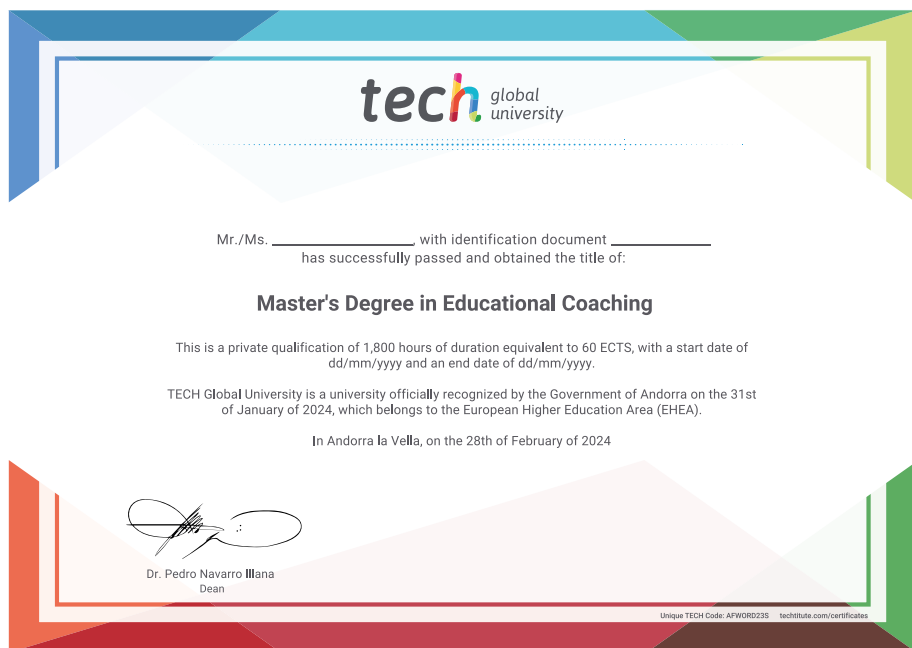 tech global university
Mr./Ms. ____________, with identification document ____________
has successfully passed and obtained the title of:
Master's Degree in Educational Coaching
This is a private qualification of 1,800 hours of duration equivalent to 60 ECTS, with a start date of
dd/mm/yyyy and an end date of dd/mm/yyyy.
TECH Global University is a university officially recognized by the Government of Andorra on the 31st
of January of 2024, which belongs to the European Higher Education Area (EHEA).
In Andorra la Vella, on the 28th of February of 2024
Dr. Pedro Navarro Illana
Dean
Unique TECH Code: AFWORD23S techtitute.com/certificates